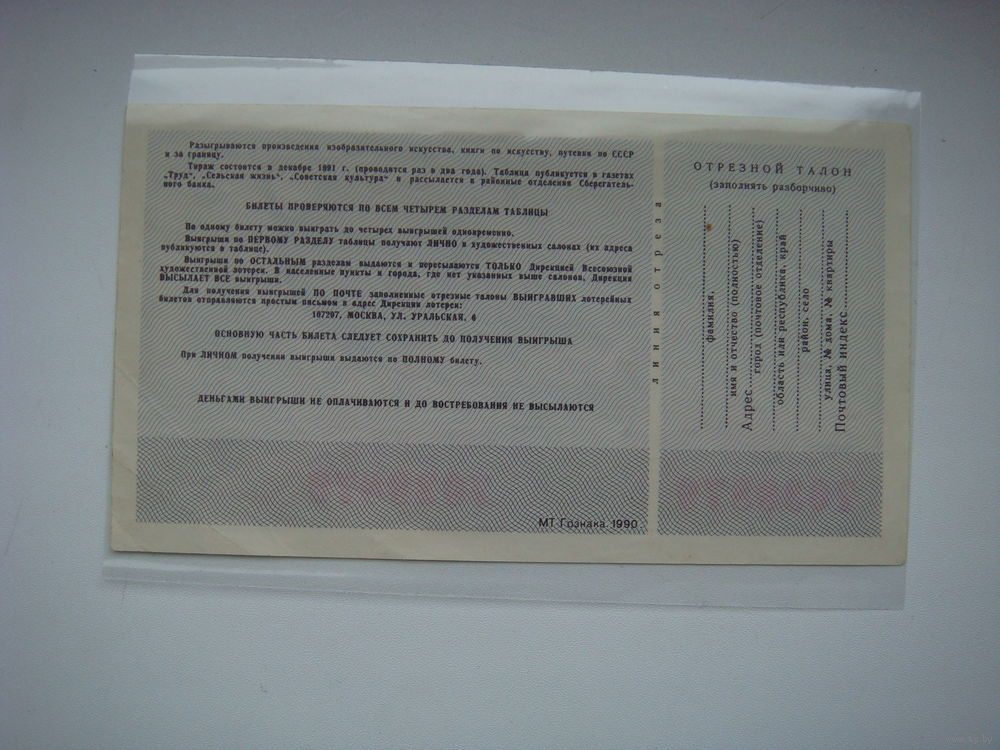 Разыгрываются произведения изобразительного искусства, книги по искусству, путевки по СССР
и за границу.
Тираж состоится в декабре 1991 г. (проводится раз в два года). Таблица публикуется в газетах
„Труд“, „Сельская жизнь“, „Советская культура“ и рассылается в районные отделения Сберегатель-
ного банка.
БИЛЕТЫ ПРОВЕРЯЮТСЯ ПО ВСЕМ ЧЕТЫРЕМ РАЗДЕЛАМ ТАБЛИЦЫ
По одному билету можно выиграть до четырех выигрышей одновременно.
Выигрыши по ПЕРВОМУ РАЗДЕЛУ таблицы получают ЛИЧНО в художественных салонах (их адреса
публикуются в таблице).
Выигрыши по ОСТАЛЬНЫМ разделам выдаются и пересылаются ТОЛЬКО Дирекцией Всесоюзной
художественной лотереи. В населенные пункты и города, где нет указанных выше салонов, Дирекция
ВЫСЫЛАЕТ ВСЕ выигрыши.
Для получения выигрышей ПО ПОЧТЕ заполненные отрезные талоны ВЫИГРАВШИХ лотерейных
билетов отправляются простым письмом в адрес Дирекции лотереи:
107207, МОСКВА, УЛ. УРАЛЬСКАЯ, 6
ОСНОВНУЮ ЧАСТЬ БИЛЕТА СЛЕДУЕТ СОХРАНИТЬ ДО ПОЛУЧЕНИЯ ВЫИГРЫША
При ЛИЧНОМ получении выигрыши выдаются по ПОЛНОМУ билету.
ДЕНЬГАМИ ВЫИГРЫШИ НЕ ОПЛАЧИВАЮТСЯ И ДО ВОСТРЕБОВАНИЯ НЕ ВЫСЫЛАЮТСЯ
МТ Гознака. 1990.
линия отреза
ОТРЕЗНОЙ ТАЛОН
(заполнять разборчиво)
фамилия,
имя и отчество (полностью)
Адрес
город (почтовое отделение)
область или республика, край
район, село
улица, № дома, № квартиры
Почтовый индекс